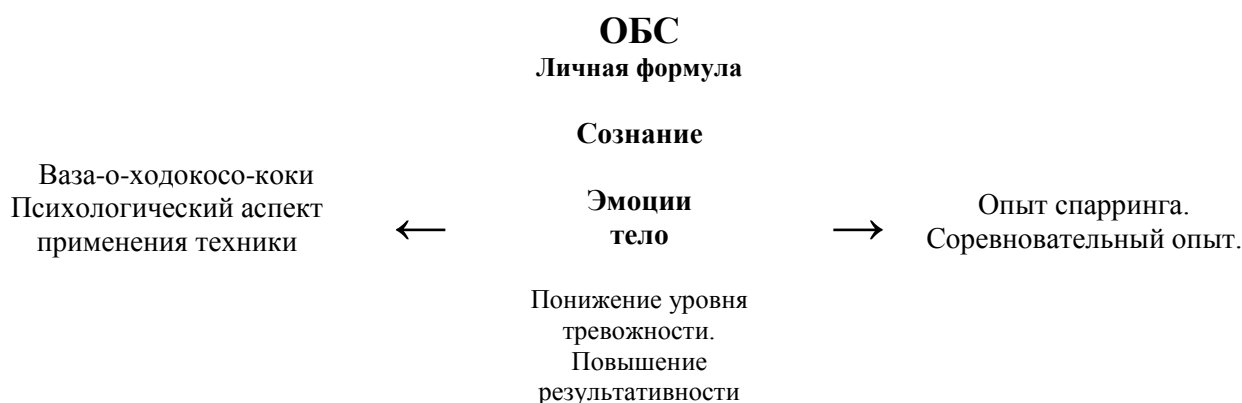 ОБС
Личная формула
Сознание
Ваза-о-ходокосо-коки
Психологический аспект
применения техники
←
Эмоции
тело
→
Опыт спарринга.
Соревновательный опыт.
Понижение уровня
тревожности.
Повышение
результативности